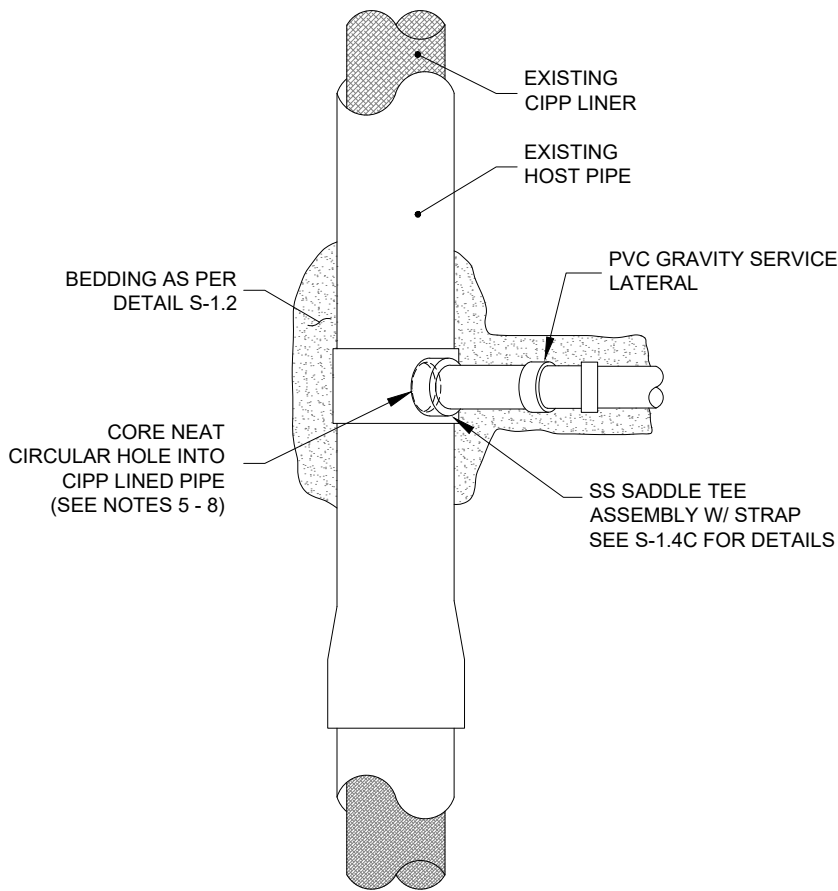 EXISTING
CIPP LINER
EXISTING
HOST PIPE
PVC GRAVITY SERVICE
LATERAL
BEDDING AS PER
DETAIL S-1.2
CORE NEAT
CIRCULAR HOLE INTO
CIPP LINED PIPE
(SEE NOTES 5 - 8)
SS SADDLE TEE
ASSEMBLY W/ STRAP
SEE S-1.4C FOR DETAILS